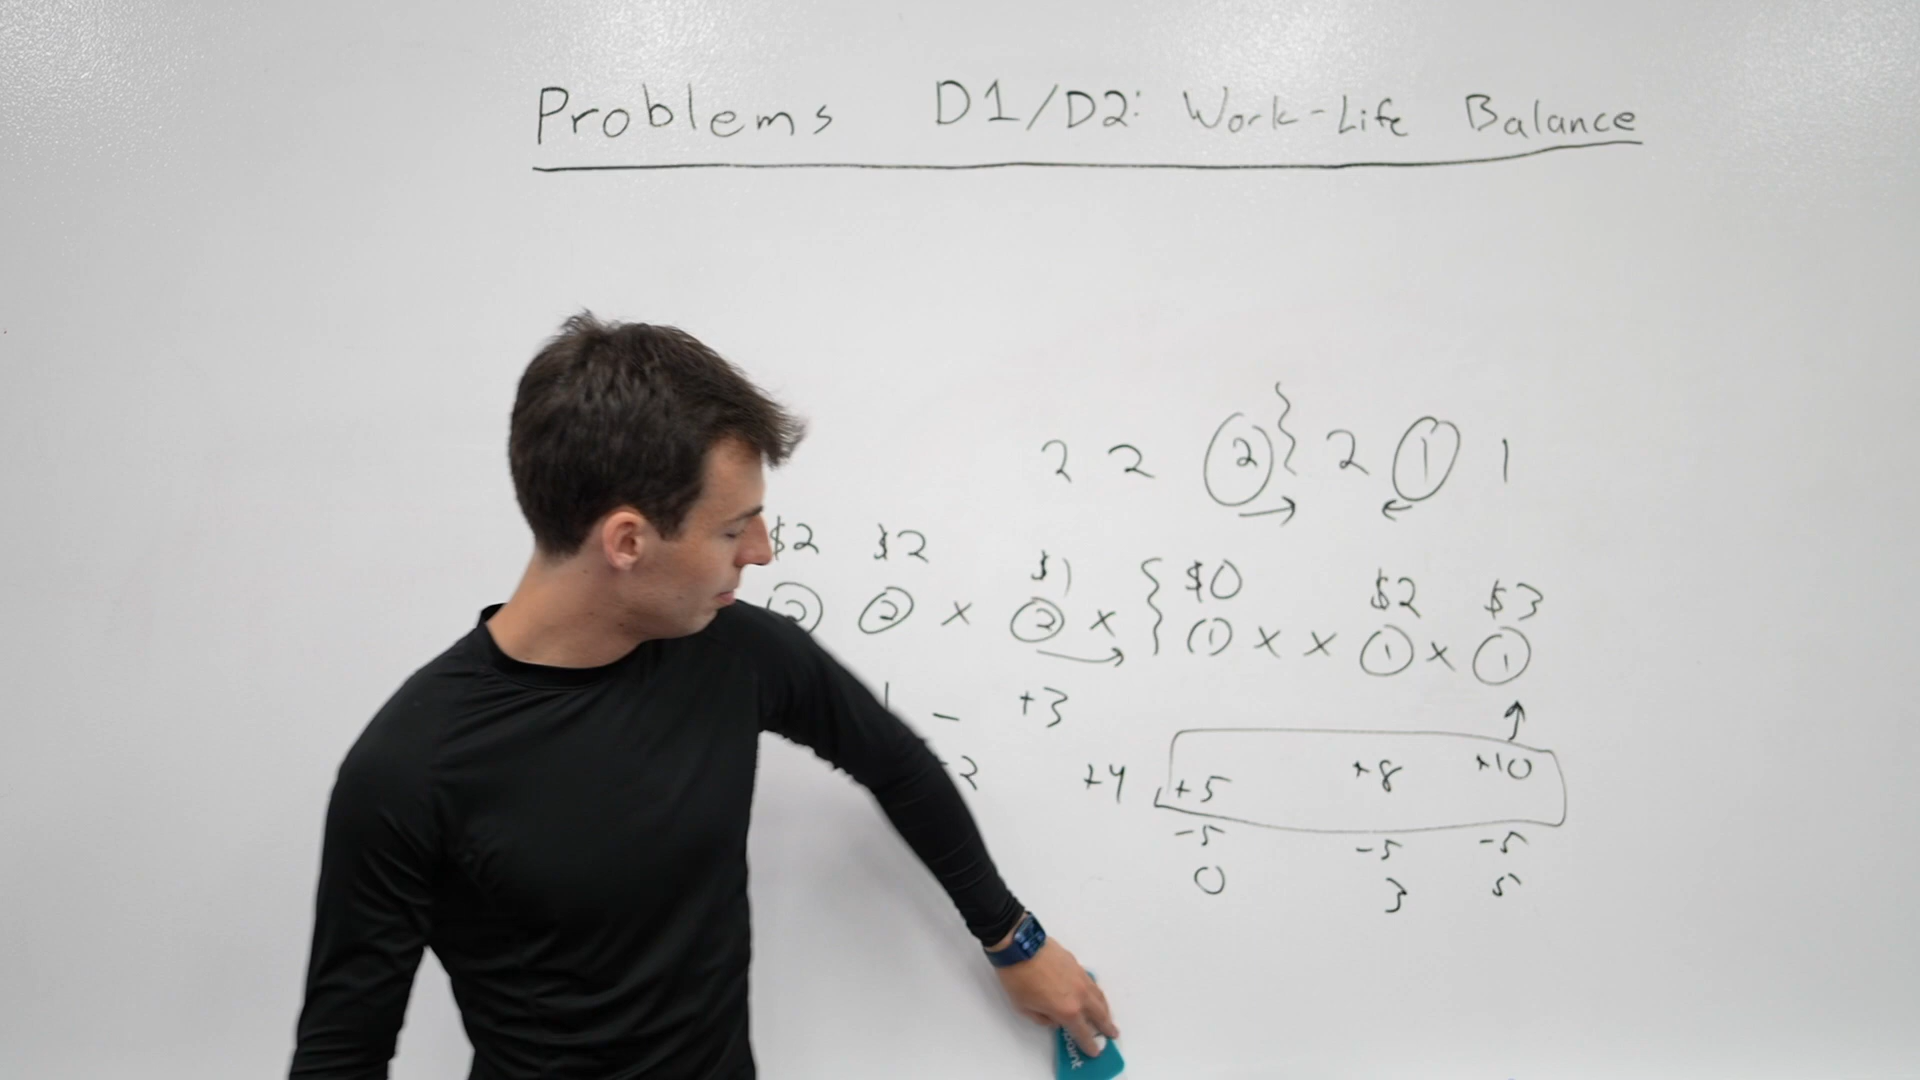 Problems D1/D2: Work-Life Balance
2 2 2 } 2 1 1
$2 $2 $1 { $0 $2 $3
2 2 x 2 x } 1 x x 1 x 1
- +3
+4 +5 +8 +10
-5 -5 -5
0 3 5